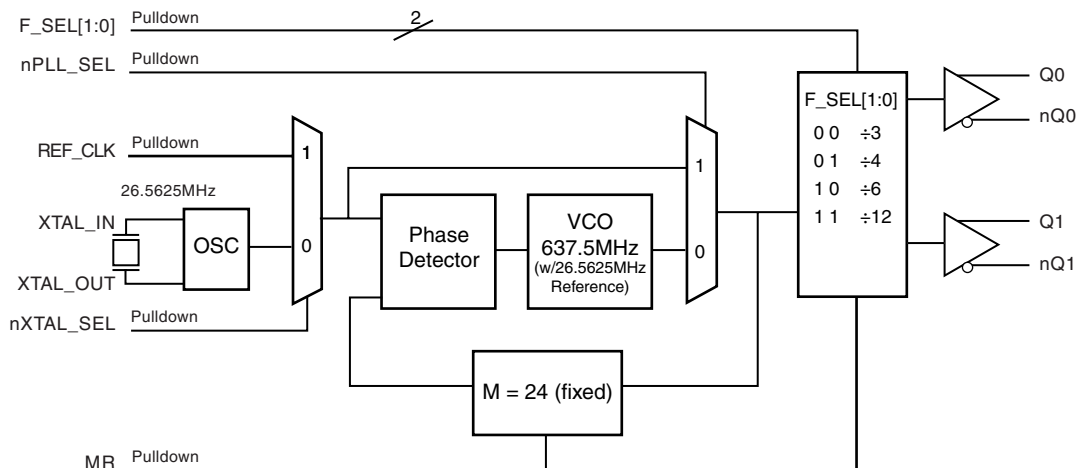 F_SEL[1:0] Pulldown 2
nPLL_SEL Pulldown
REF_CLK Pulldown
26.5625MHz
XTAL_IN
OSC
XTAL_OUT
nXTAL_SEL Pulldown
1
0
Phase
Detector
VCO
637.5MHz
(w/26.5625MHz
Reference)
1
0
M = 24 (fixed)
F_SEL[1:0]
0 0 ÷3
0 1 ÷4
1 0 ÷6
1 1 ÷12
Q0
nQ0
Q1
nQ1
MR Pulldown